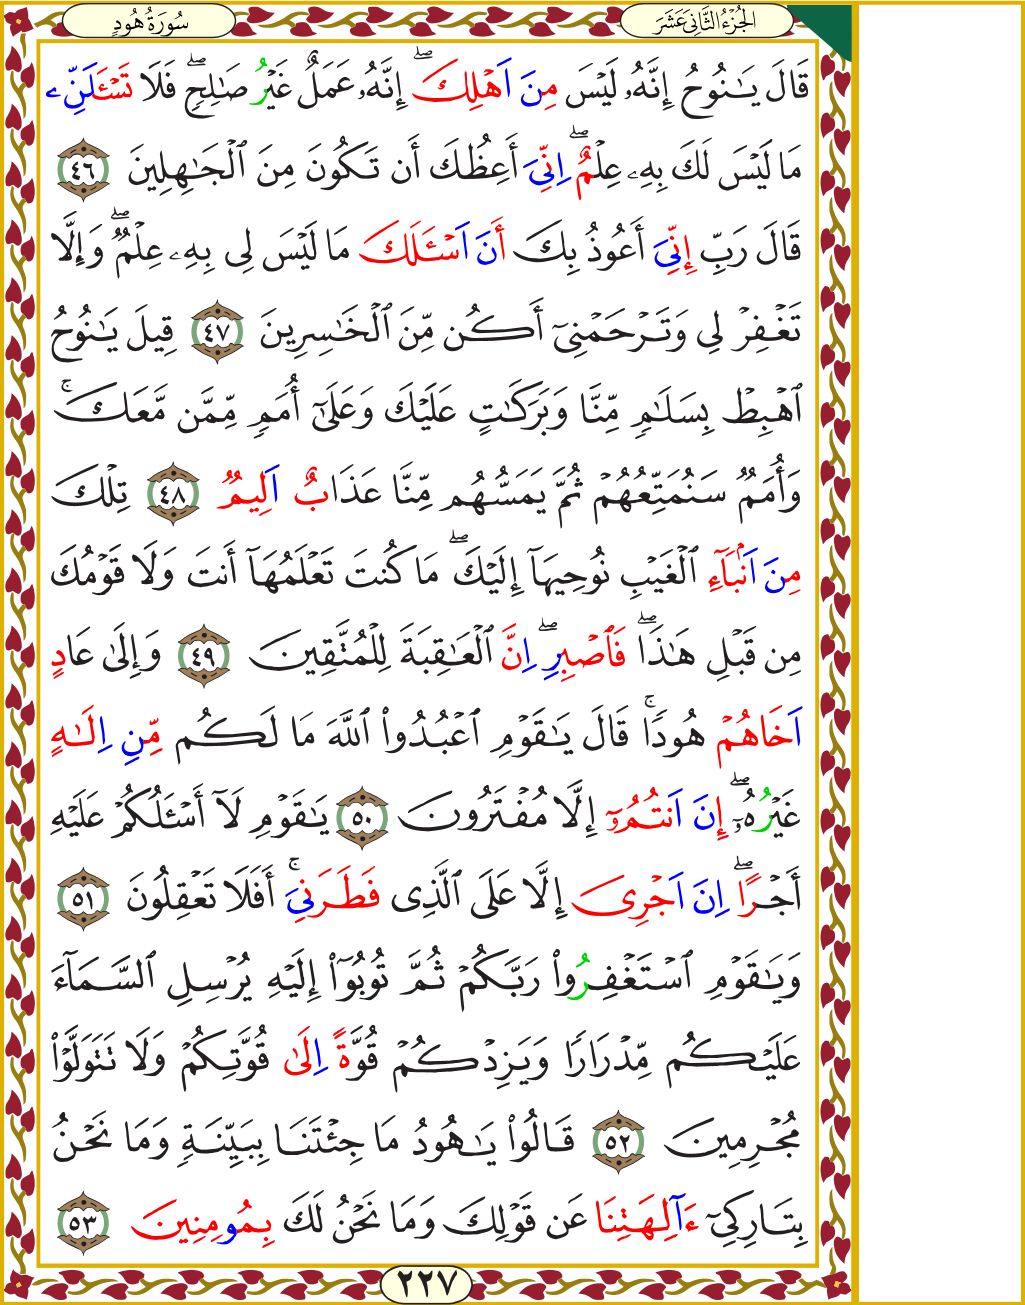 سُورَةُ هُودٍ
الجُزْءُ الثَّانِى عَشَرَ
قَالَ يَـٰنُوحُ إِنَّهُۥ لَيْسَ مِنَ اَهْلِكَ ۖ إِنَّهُۥ عَمَلٌ غَيْرُ صَـٰلِحٍ ۖ فَلَا تَسْـَٔلَنِّۦ
مَا لَيْسَ لَكَ بِهِۦ عِلْمٌ ۖ اِنِّىَ أَعِظُكَ أَن تَكُونَ مِنَ ٱلْجَـٰهِلِينَ ٤٦
قَالَ رَبِّ إِنِّىَ أَعُوذُ بِكَ أَنَ اَسْـَٔلَكَ مَا لَيْسَ لِى بِهِۦ عِلْمٌ ۖ وَإِلَّا
تَغْفِرْ لِى وَتَرْحَمْنِىٓ أَكُن مِّنَ ٱلْخَـٰسِرِينَ ٤٧ قِيلَ يَـٰنُوحُ
ٱهْبِطْ بِسَلَـٰمٍ مِّنَّا وَبَرَكَـٰتٍ عَلَيْكَ وَعَلَىٰٓ أُمَمٍ مِّمَّن مَّعَكَ ۚ
وَأُمَمٌ سَنُمَتِّعُهُمْ ثُمَّ يَمَسُّهُم مِّنَّا عَذَابٌ اَلِيمٌ ٤٨ تِلْكَ
مِنَ اَنۢبَآءِ ٱلْغَيْبِ نُوحِيهَآ إِلَيْكَ ۖ مَا كُنتَ تَعْلَمُهَآ أَنتَ وَلَا قَوْمُكَ
مِن قَبْلِ هَـٰذَا ۖ فَٱصْبِرِ ۖ اِنَّ ٱلْعَـٰقِبَةَ لِلْمُتَّقِينَ ٤٩ وَإِلَىٰ عَادٍ
اَخَاهُمْ هُودًا ۚ قَالَ يَـٰقَوْمِ ٱعْبُدُوا۟ ٱللَّهَ مَا لَكُم مِّنِ اِلَـٰهٍ
غَيْرُهُۥٓ ۖ إِنَ اَنتُمُۥٓ إِلَّا مُفْتَرُونَ ٥٠ يَـٰقَوْمِ لَآ أَسْـَٔلُكُمْ عَلَيْهِ
أَجْرًا ۖ اِنَ اَجْرِىَ إِلَّا عَلَى ٱلَّذِى فَطَرَنِىَ ۚ أَفَلَا تَعْقِلُونَ ٥١
وَيَـٰقَوْمِ ٱسْتَغْفِرُوا۟ رَبَّكُمْ ثُمَّ تُوبُوٓا۟ إِلَيْهِ يُرْسِلِ ٱلسَّمَآءَ
عَلَيْكُم مِّدْرَارًا وَيَزِدْكُمْ قُوَّةً اِلَىٰ قُوَّتِكُمْ وَلَا تَتَوَلَّوْا۟
مُجْرِمِينَ ٥٢ قَالُوا۟ يَـٰهُودُ مَا جِئْتَنَا بِبَيِّنَةٍ وَمَا نَحْنُ
بِتَارِكِىٓ ءَآلِهَتِنَا عَن قَوْلِكَ وَمَا نَحْنُ لَكَ بِمُومِنِينَ ٥٣
٢٢٧